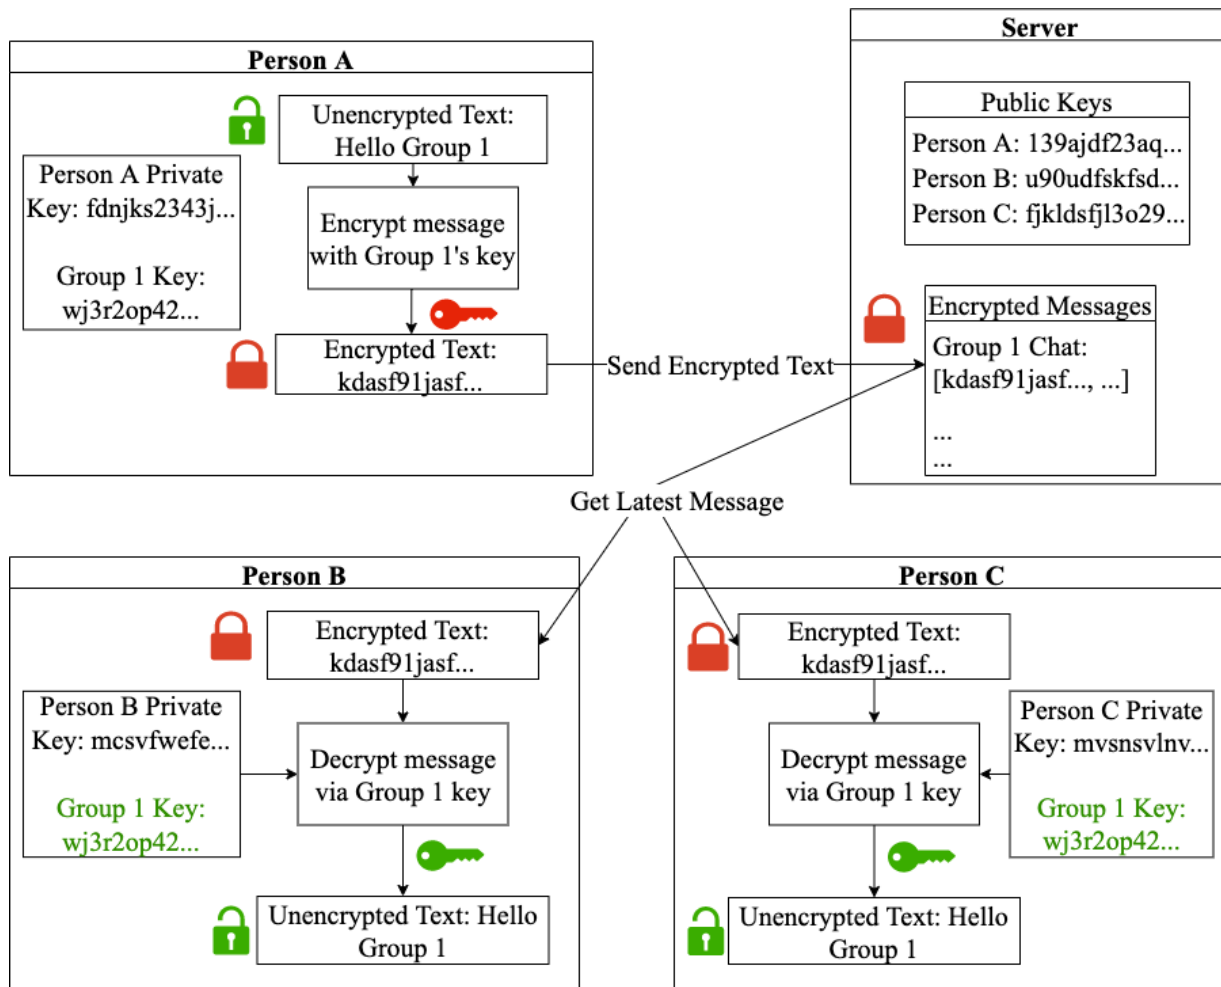 Person A
Unencrypted Text:
Hello Group 1
Person A Private
Key: fdnjks2343j...
Group 1 Key:
wj3r2op42...
Encrypt message
with Group 1's key
Encrypted Text:
kdasf91jasf...
Send Encrypted Text
Server
Public Keys
Person A: 139ajdf23aq...
Person B: u90udfskfsd...
Person C: fjkldsfjl3o29...
Encrypted Messages
Group 1 Chat:
[kdasf91jasf..., ...]
...
...
Get Latest Message
Person B
Encrypted Text:
kdasf91jasf...
Person B Private
Key: mcsvfwefe...
Group 1 Key:
wj3r2op42...
Decrypt message
via Group 1 key
Unencrypted Text: Hello
Group 1
Person C
Encrypted Text:
kdasf91jasf...
Decrypt message
via Group 1 key
Person C Private
Key: mvsnsvlnv...
Group 1 Key:
wj3r2op42...
Unencrypted Text: Hello
Group 1